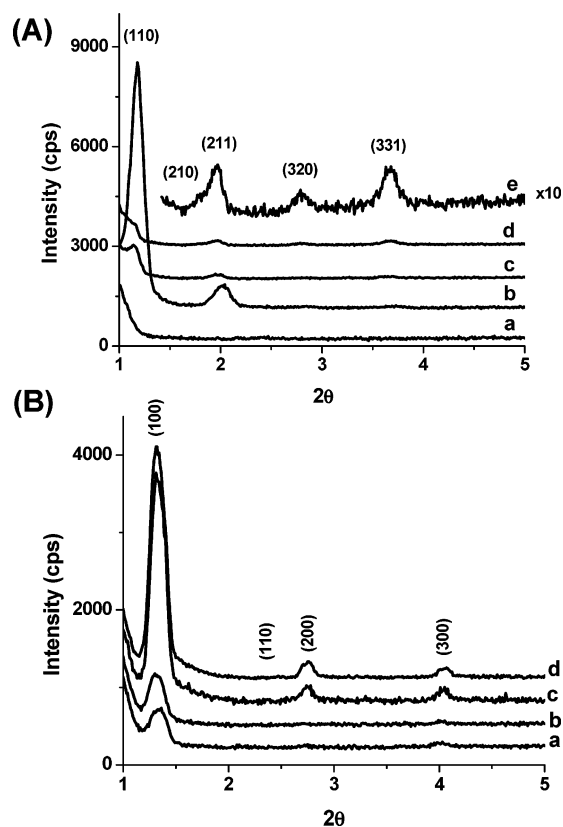 (A)
(110)
9000
6000
3000
0
Intensity (cps)
(210)
(211)
(320)
(331)
e
x10
d
c
b
a
1
2
3
4
5
2θ
(B)
(100)
4000
2000
0
Intensity (cps)
(110)
(200)
(300)
d
c
b
a
1
2
3
4
5
2θ